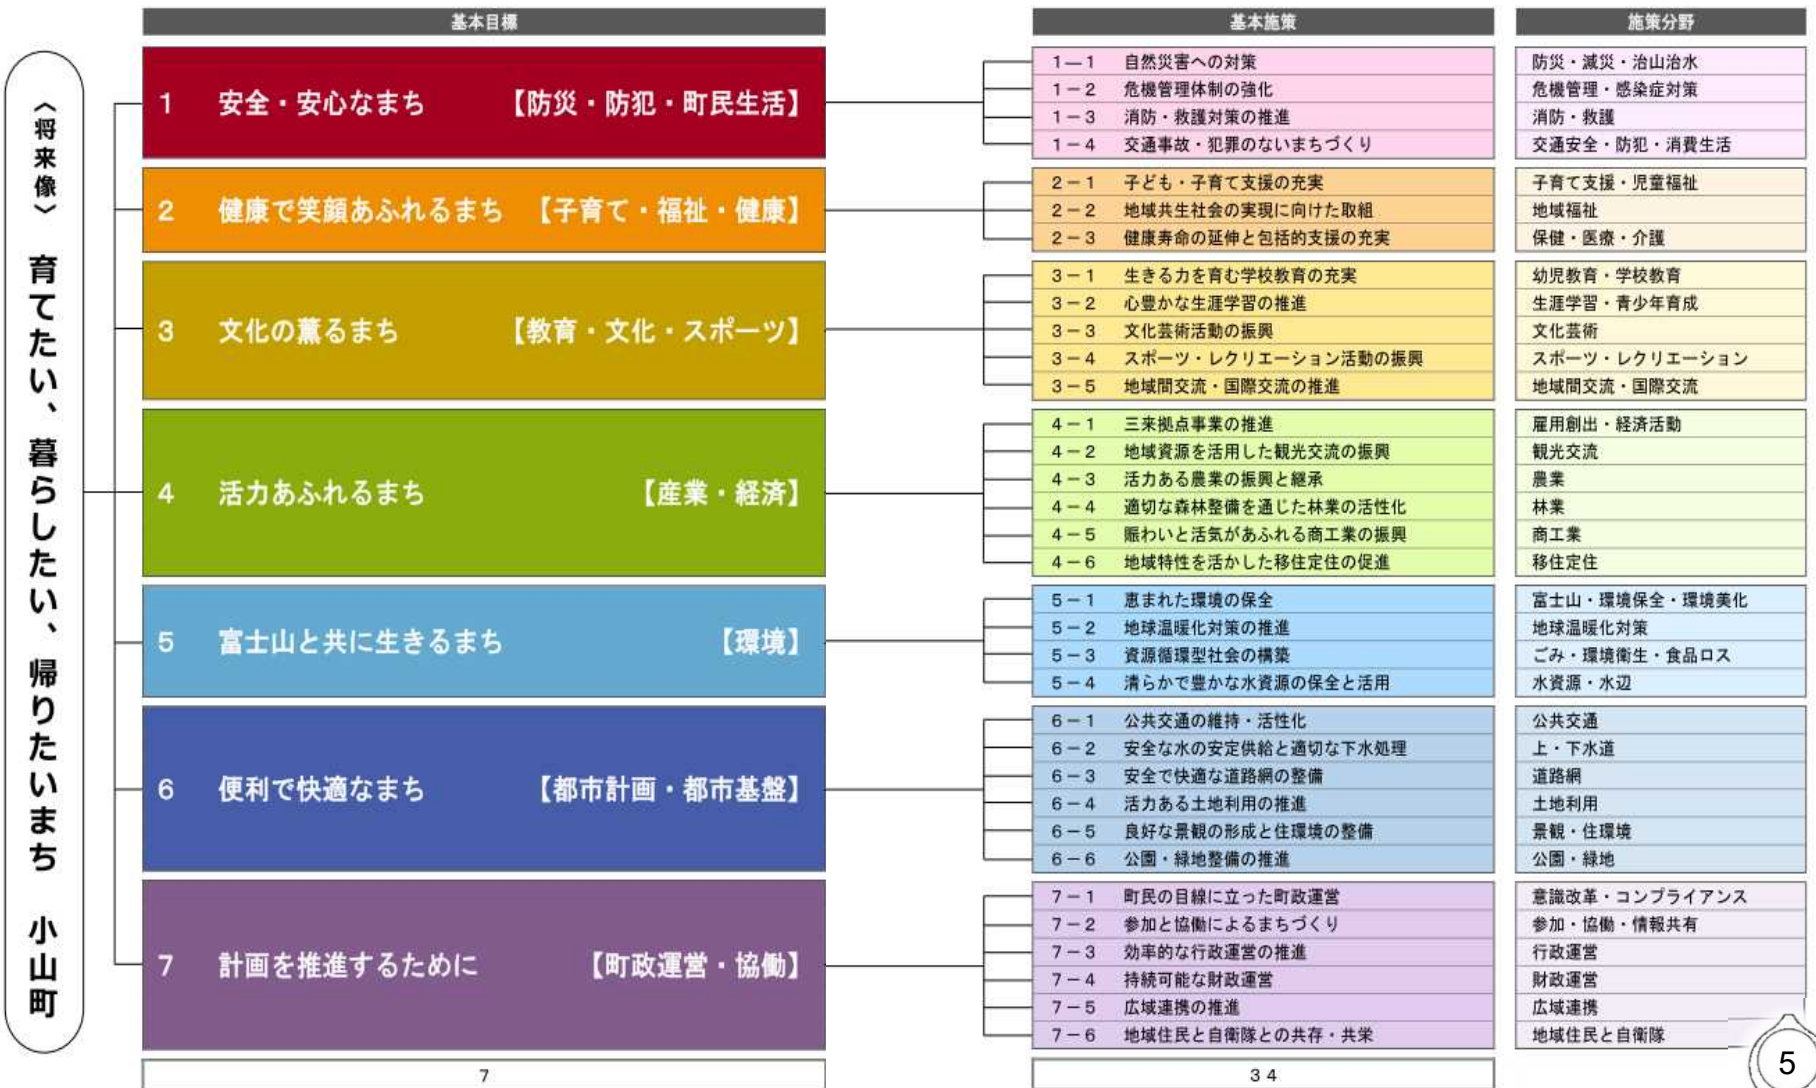 〈将来像〉 育てたい、暮らしたい、帰りたいまち 小山町
基本目標 基本施策 施策分野
1 安全・安心なまち 【防災・防犯・町民生活】
1―1 自然災害への対策 防災・減災・治山治水
1－2 危機管理体制の強化 危機管理・感染症対策
1－3 消防・救護対策の推進 消防・救護
1－4 交通事故・犯罪のないまちづくり 交通安全・防犯・消費生活
2 健康で笑顔あふれるまち 【子育て・福祉・健康】
2－1 子ども・子育て支援の充実 子育て支援・児童福祉
2－2 地域共生社会の実現に向けた取組 地域福祉
2－3 健康寿命の延伸と包括的支援の充実 保健・医療・介護
3 文化の薫るまち 【教育・文化・スポーツ】
3－1 生きる力を育む学校教育の充実 幼児教育・学校教育
3－2 心豊かな生涯学習の推進 生涯学習・青少年育成
3－3 文化芸術活動の振興 文化芸術
3－4 スポーツ・レクリエーション活動の振興 スポーツ・レクリエーション
3－5 地域間交流・国際交流の推進 地域間交流・国際交流
4 活力あふれるまち 【産業・経済】
4－1 三来拠点事業の推進 雇用創出・経済活動
4－2 地域資源を活用した観光交流の振興 観光交流
4－3 活力ある農業の振興と継承 農業
4－4 適切な森林整備を通じた林業の活性化 林業
4－5 賑わいと活気があふれる商工業の振興 商工業
4－6 地域特性を活かした移住定住の促進 移住定住
5 富士山と共に生きるまち 【環境】
5－1 恵まれた環境の保全 富士山・環境保全・環境美化
5－2 地球温暖化対策の推進 地球温暖化対策
5－3 資源循環型社会の構築 ごみ・環境衛生・食品ロス
5－4 清らかで豊かな水資源の保全と活用 水資源・水辺
6 便利で快適なまち 【都市計画・都市基盤】
6－1 公共交通の維持・活性化 公共交通
6－2 安全な水の安定供給と適切な下水処理 上・下水道
6－3 安全で快適な道路網の整備 道路網
6－4 活力ある土地利用の推進 土地利用
6－5 良好な景観の形成と住環境の整備 景観・住環境
6－6 公園・緑地整備の推進 公園・緑地
7 計画を推進するために 【町政運営・協働】
7－1 町民の目線に立った町政運営 意識改革・コンプライアンス
7－2 参加と協働によるまちづくり 参加・協働・情報共有
7－3 効率的な行政運営の推進 行政運営
7－4 持続可能な財政運営 財政運営
7－5 広域連携の推進 広域連携
7－6 地域住民と自衛隊との共存・共栄 地域住民と自衛隊
7 34
5